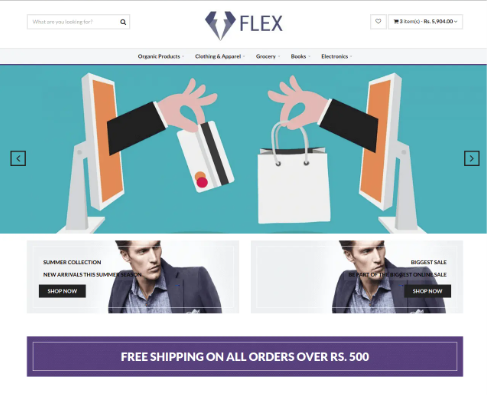 What are you looking for?
FLEX
3 item(s) - Rs. 5,904.00
Organic Products
Clothing & Apparel
Grocery
Books
Electronics
SUMMER COLLECTION
NEW ARRIVALS THIS SUMMER SEASON
SHOP NOW
BIGGEST SALE
BE PART OF THE BIGGEST ONLINE SALE
SHOP NOW
FREE SHIPPING ON ALL ORDERS OVER RS. 500